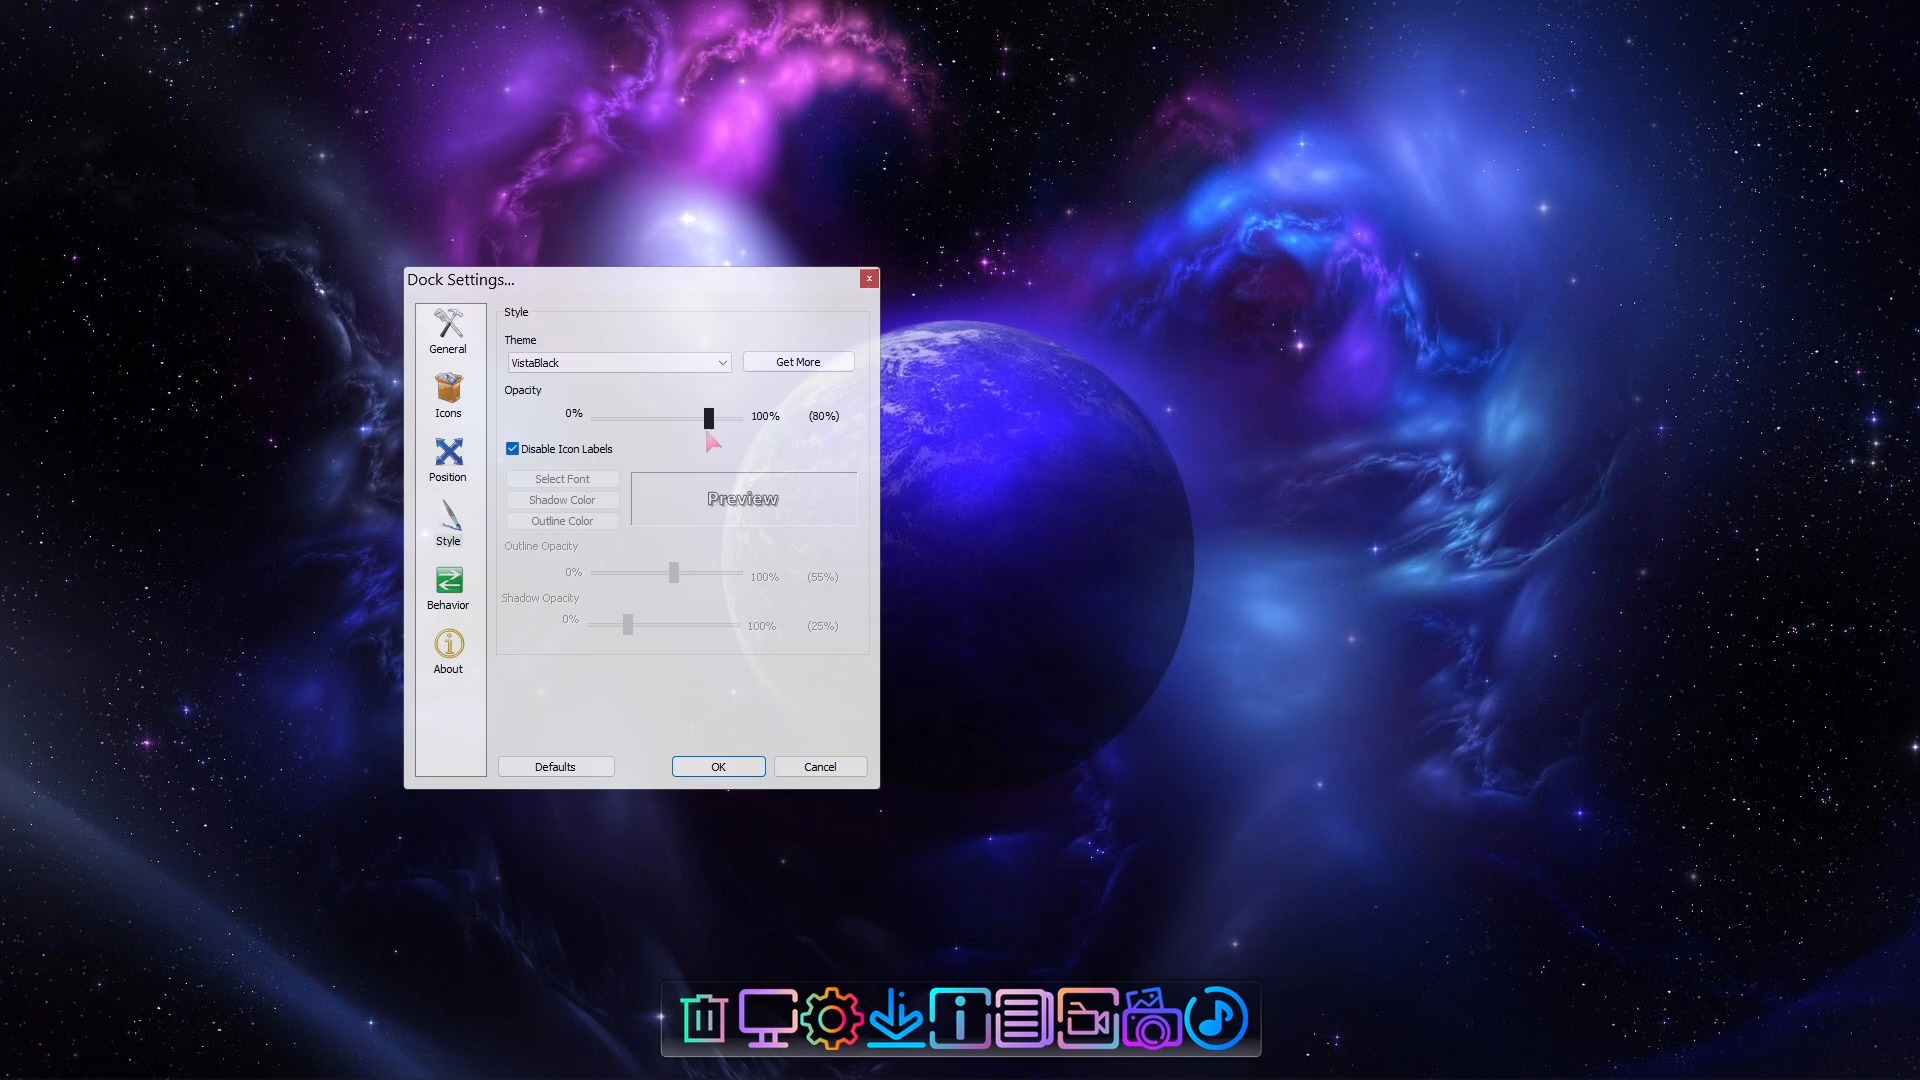 Dock Settings...
General
Icons
Position
Style
Behavior
About
Style
Theme
VistaBlack
Get More
Opacity
0%
100%
(80%)
Disable Icon Labels
Select Font
Shadow Color
Outline Color
Preview
Outline Opacity
0%
100%
(55%)
Shadow Opacity
0%
100%
(25%)
Defaults
OK
Cancel